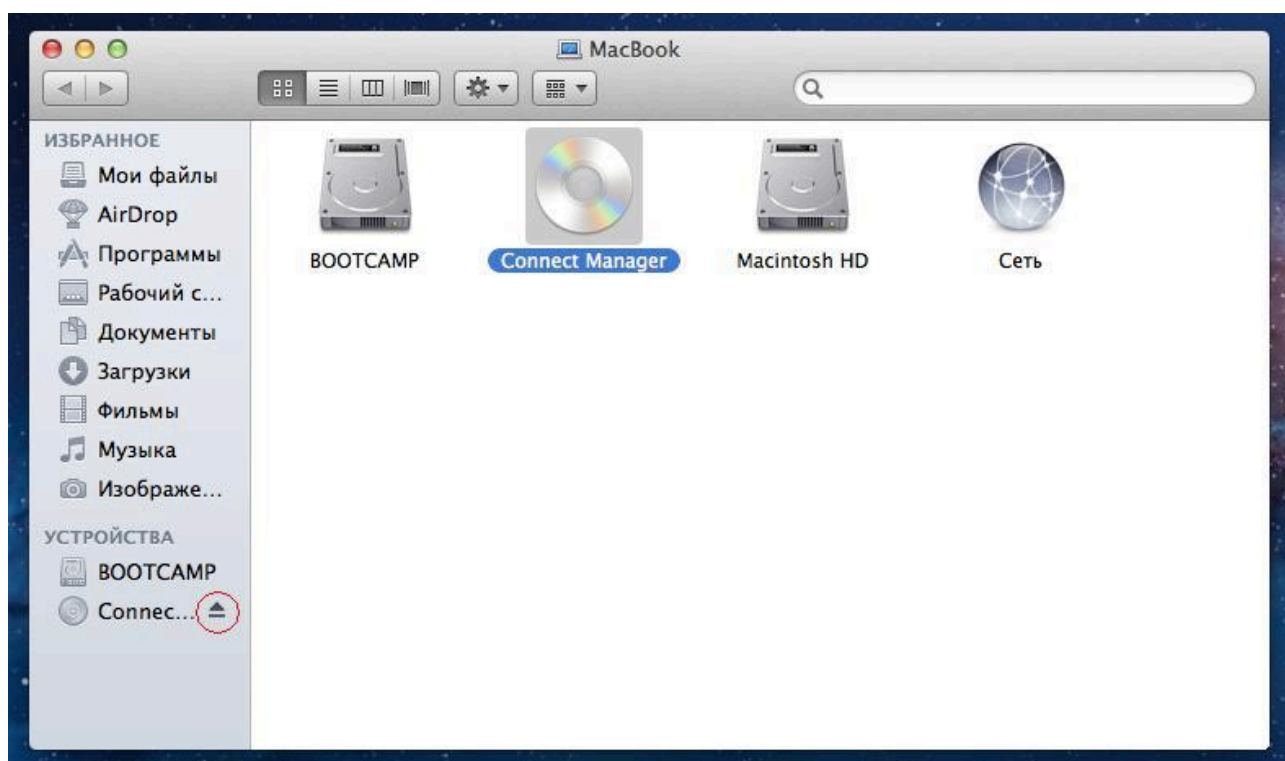 MacBook
ИЗБРАННОЕ
Мои файлы
AirDrop
Программы
Рабочий с...
Документы
Загрузки
Фильмы
Музыка
Изображе...
УСТРОЙСТВА
BOOTCAMP
Connec...
BOOTCAMP
Connect Manager
Macintosh HD
Сеть